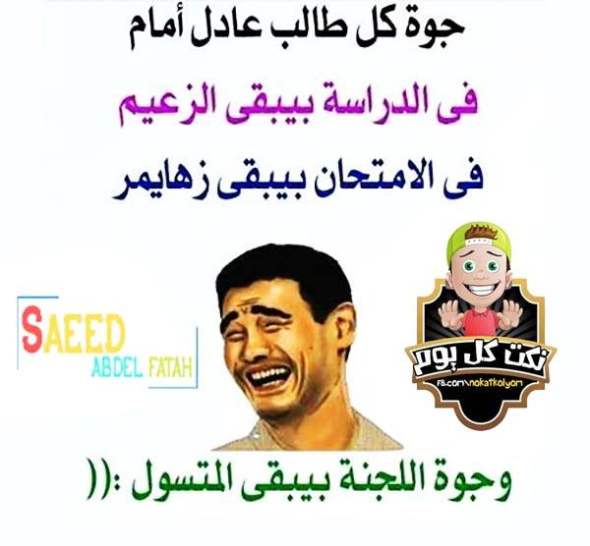 جوة كل طالب عادل أمام
فى الدراسة بيبقى الزعيم
فى الامتحان بيبقى زهايمر
SAEED
ABDEL FATAH
نكت كل يوم
FB.com\nokatkolyom
وجوة اللجنة بيبقى المتسول :((